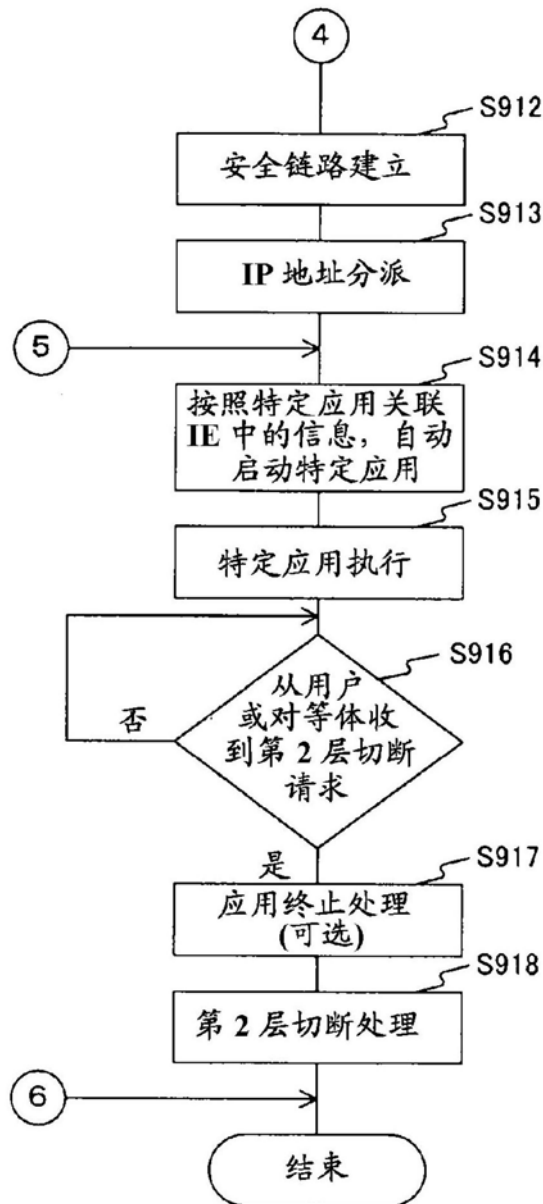 4
S912
安全链路建立
S913
IP 地址分派
5
S914
按照特定应用关联
IE 中的信息，自动
启动特定应用
S915
特定应用执行
S916
从用户
或对等体收
到第 2 层切断
请求
否
是
S917
应用终止处理
(可选)
S918
第 2 层切断处理
6
结束